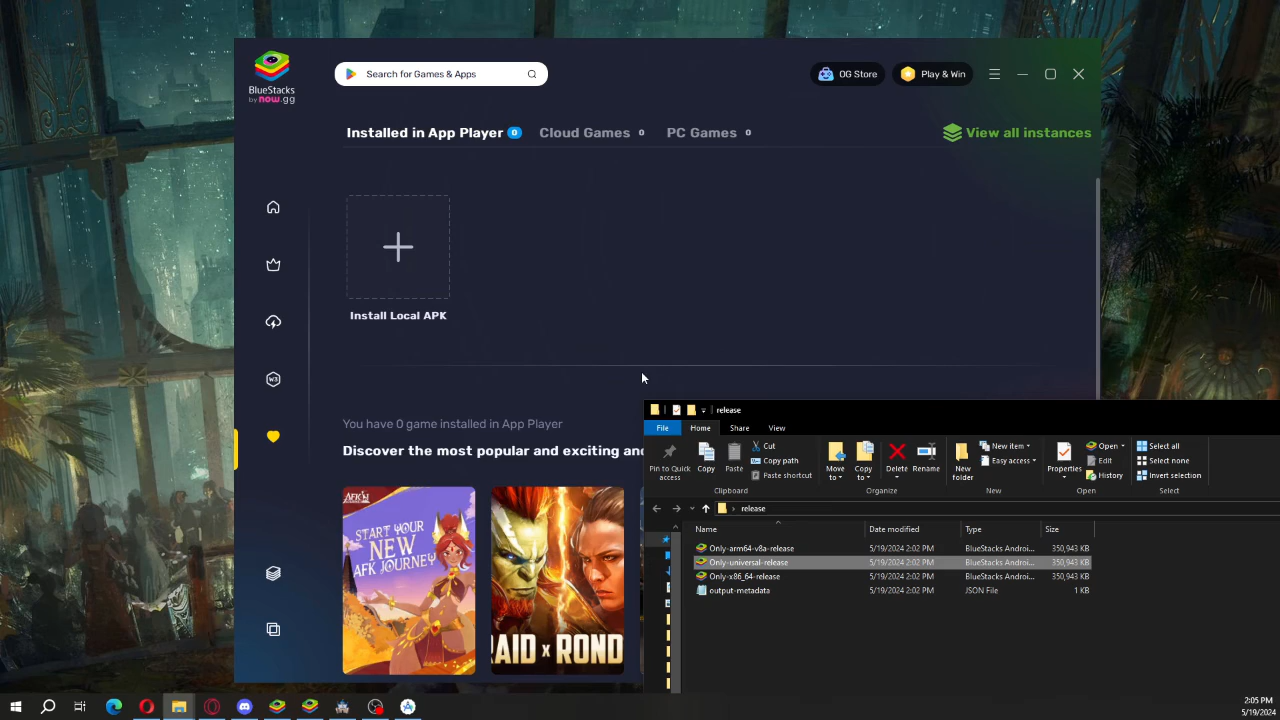 BlueStacks
by now.gg
Search for Games & Apps
OG Store
Play & Win
Installed in App Player 0
Cloud Games 0
PC Games 0
View all instances
W3
Install Local APK
You have 0 game installed in App Player
Discover the most popular and exciting an
START YOUR
NEW
AFK JOURNEY
AID x ROND
release
File
Home
Share
View
Pin to Quick
access
Copy
Paste
Cut
Copy path
Paste shortcut
Clipboard
Move
to
Copy
to
Delete
Rename
Organize
New
folder
New item
Easy access
New
Properties
Open
Edit
History
Open
Select all
Select none
Invert selection
Select
release
Name
Date modified
Type
Size
Only-arm64-v8a-release 5/19/2024 2:02 PM BlueStacks Androi... 350,943 KB
Only-universal-release 5/19/2024 2:02 PM BlueStacks Androi... 350,943 KB
Only-x86_64-release 5/19/2024 2:02 PM BlueStacks Androi... 350,943 KB
output-metadata 5/19/2024 2:02 PM JSON File 1 KB
2:05 PM
5/19/2024